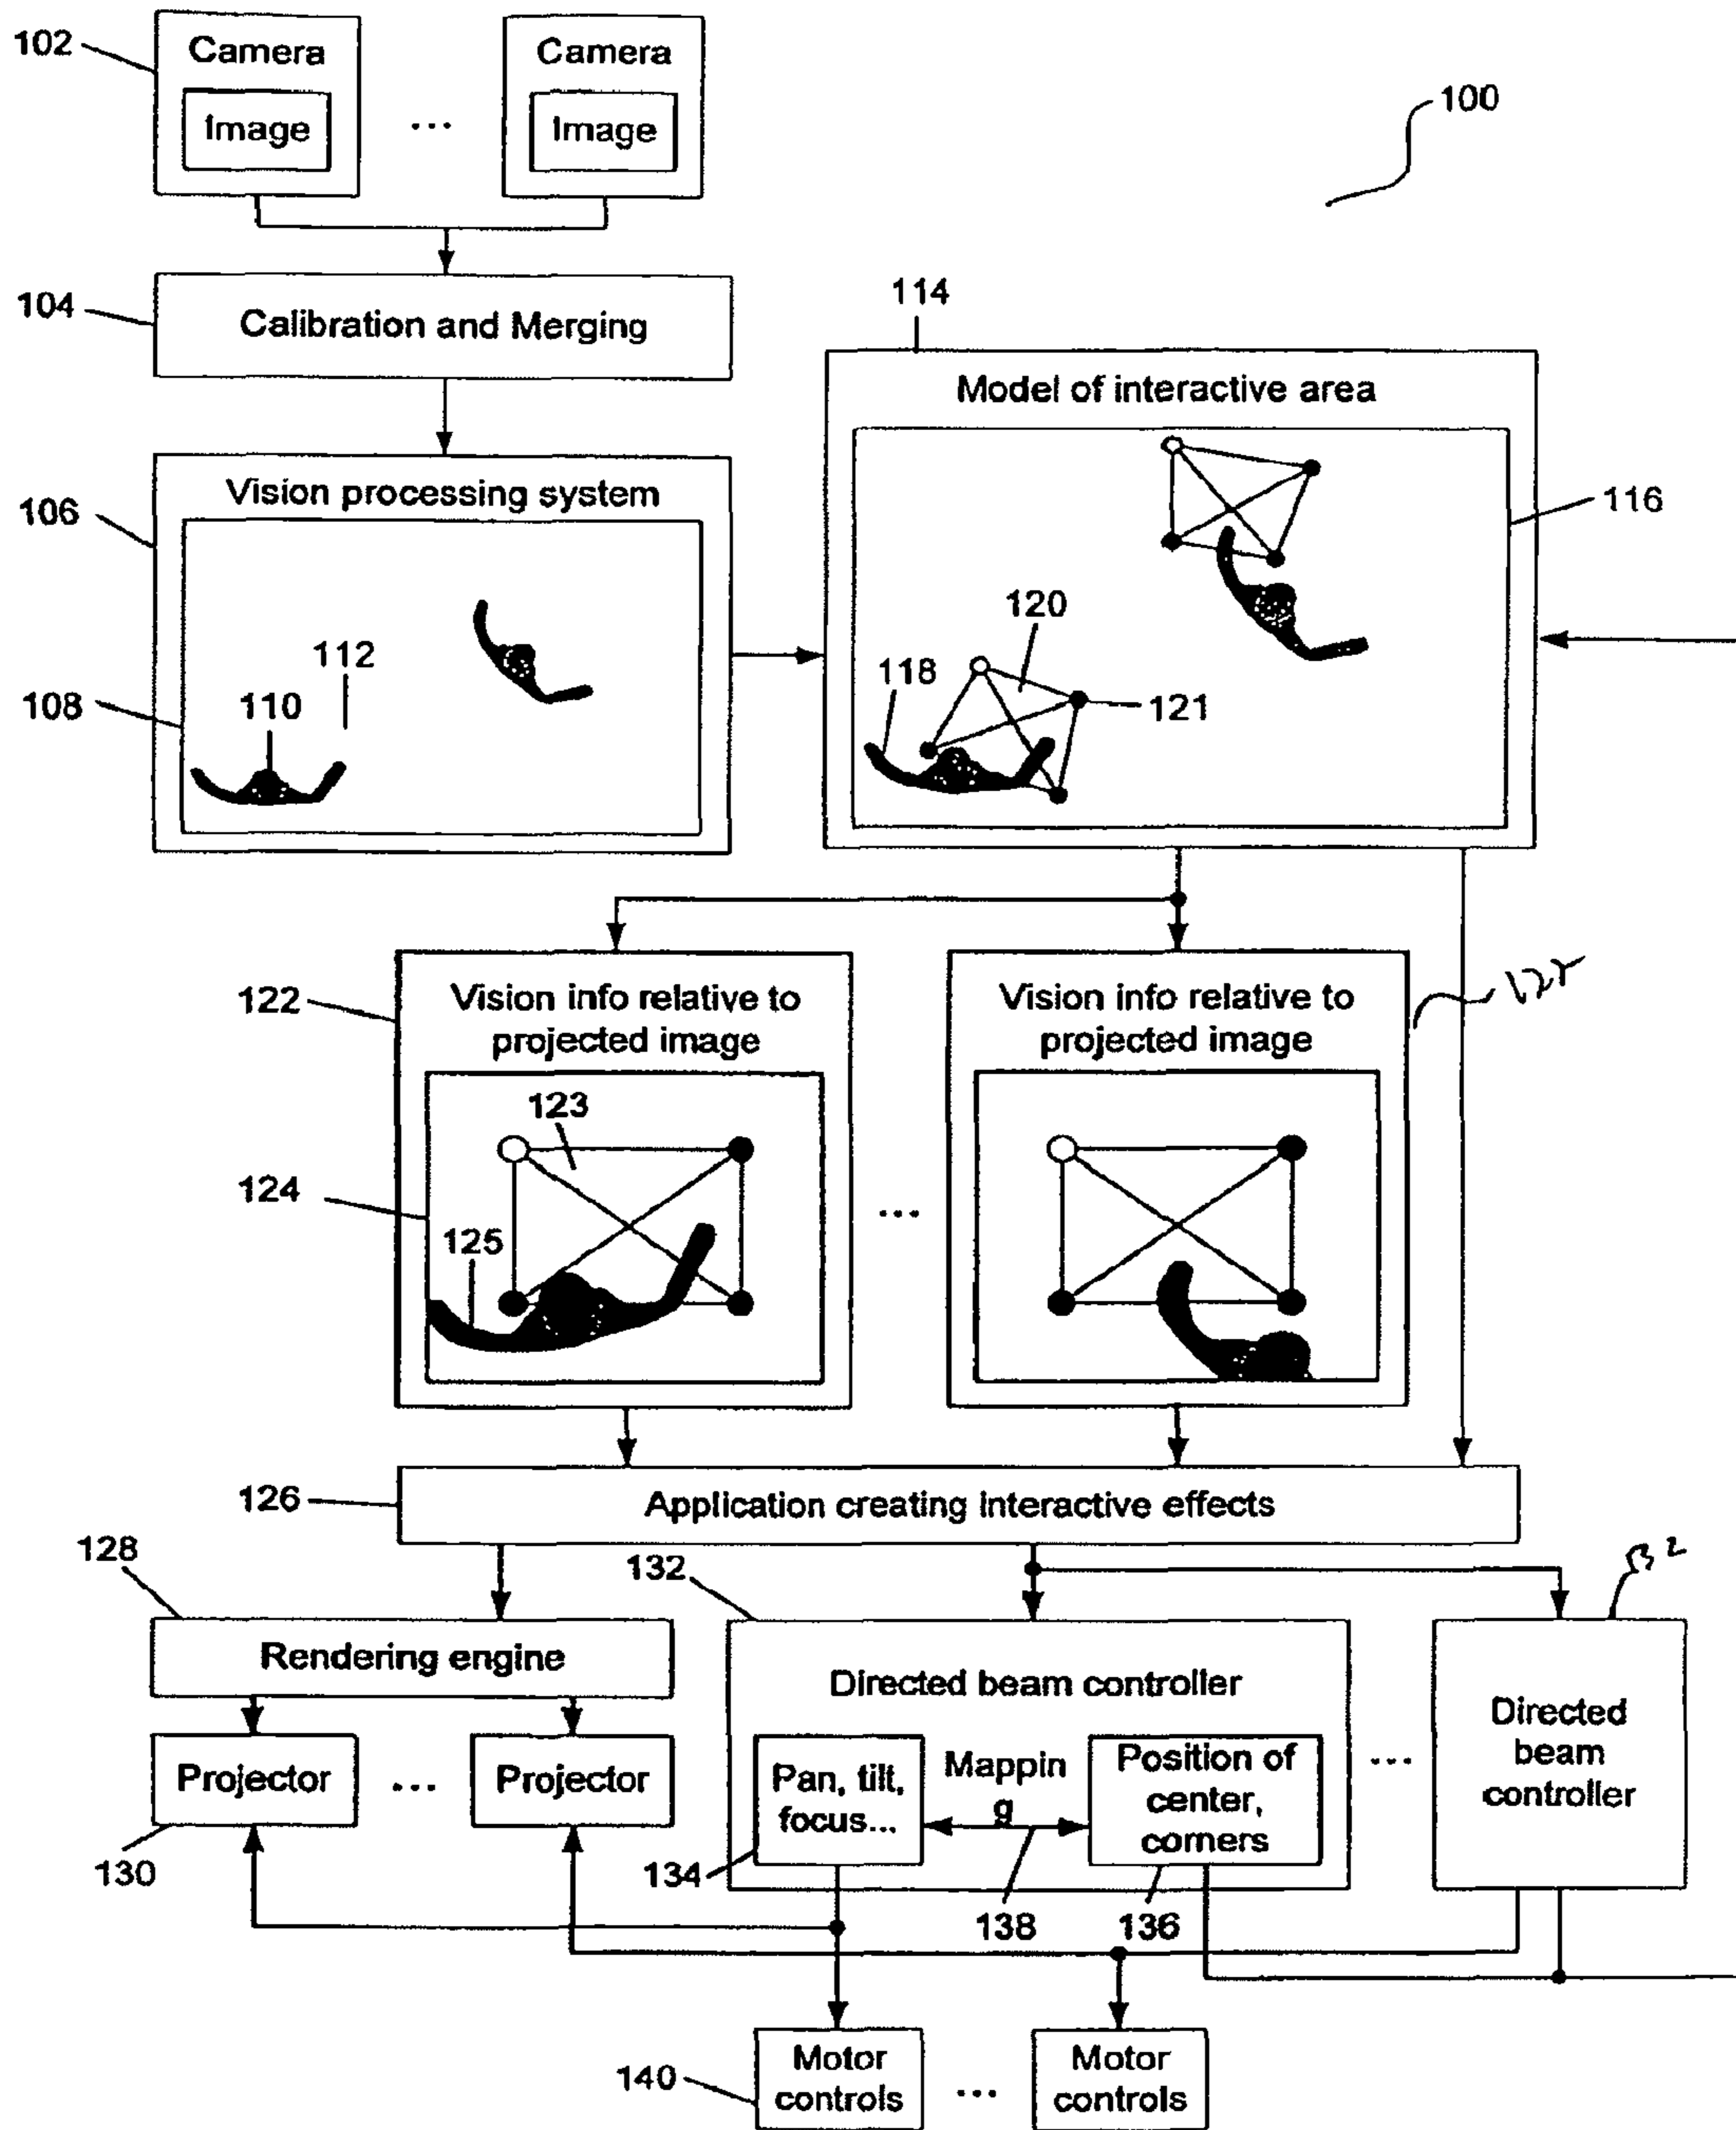 102
Camera
Image
...
Camera
Image
100
104
Calibration and Merging
114
Model of interactive area
106
Vision processing system
116
108
110
112
118
120
121
122
Vision info relative to
projected image
123
124
125
...
Vision info relative to
projected image
122
126
Application creating interactive effects
128
Rendering engine
Projector
...
Projector
130
132
Directed beam controller
Pan, tilt,
focus...
Mappin
g
Position of
center,
corners
134
138
136
...
132
Directed
beam
controller
140
Motor
controls
...
Motor
controls